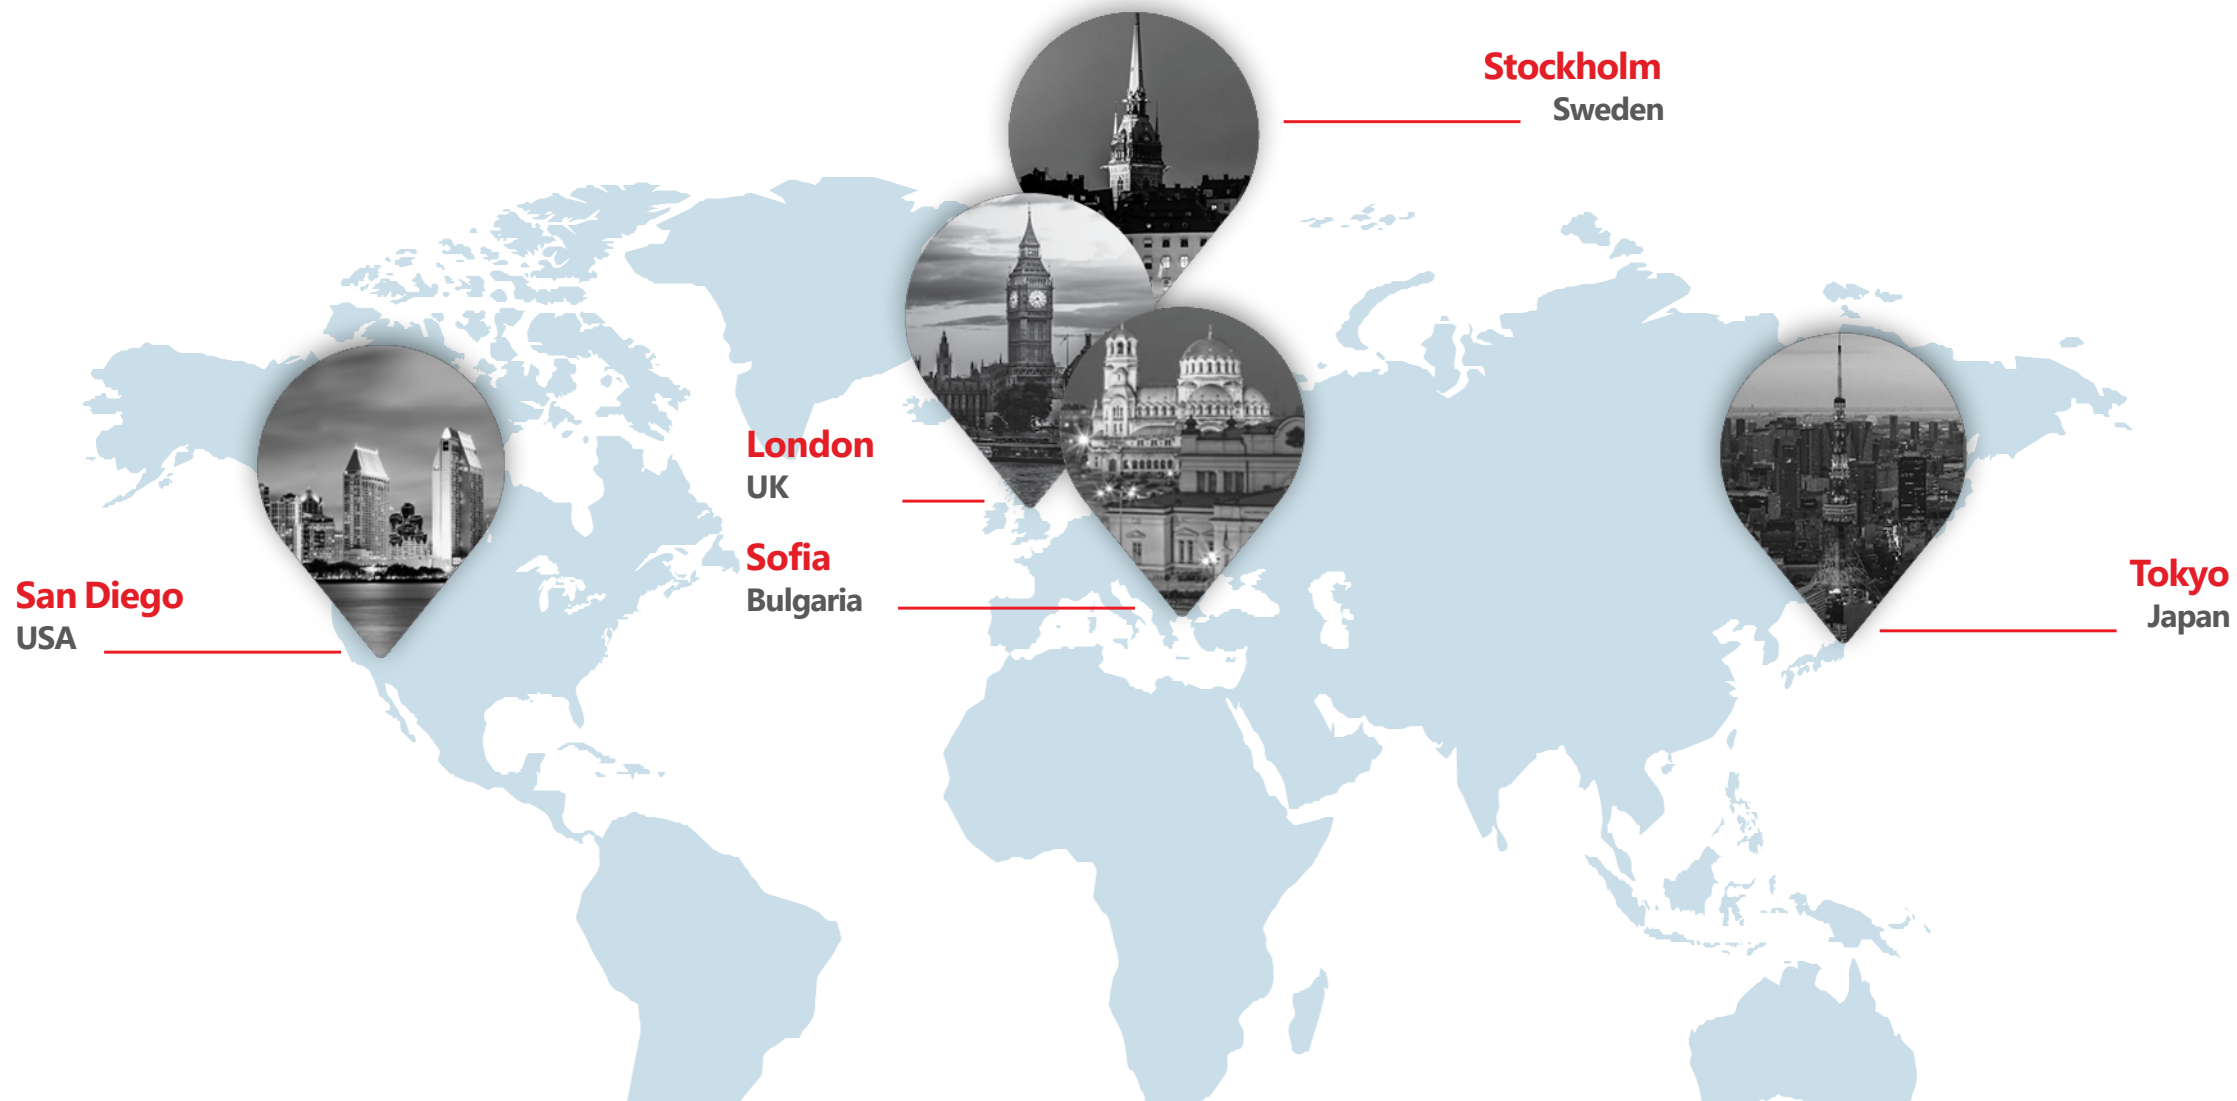 Stockholm
Sweden
London
UK
Sofia
Bulgaria
San Diego
USA
Tokyo
Japan